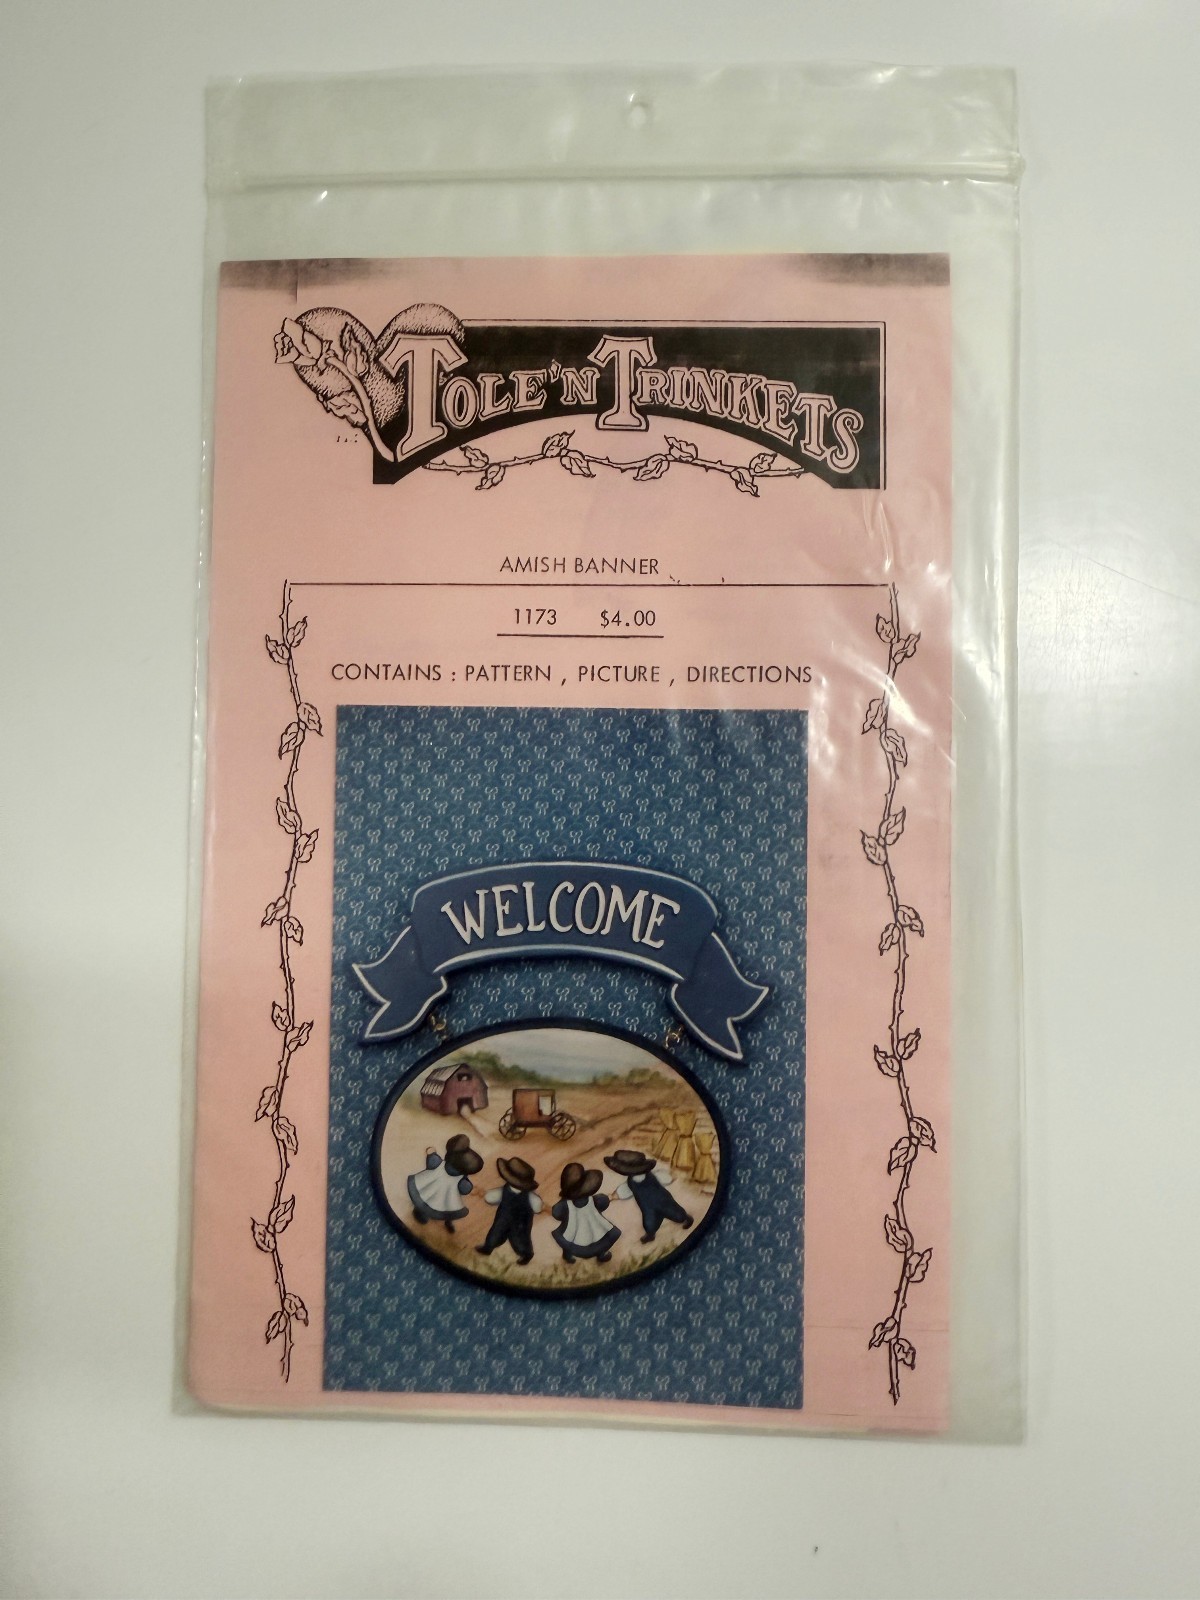 TOLE'N TRINKETS
AMISH BANNER
1173 $4.00
CONTAINS : PATTERN , PICTURE , DIRECTIONS
WELCOME